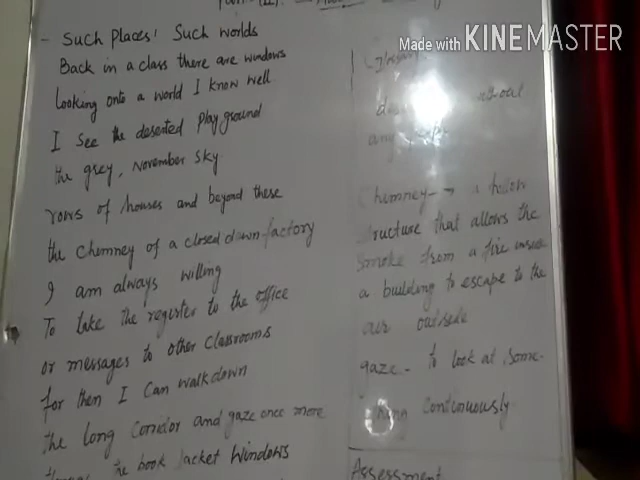 Made with KINEMASTER
- Such places! Such worlds
Back in a class there are windows
Looking onto a world I know well
I see the deserted playground
the grey, November sky
rows of houses and beyond these
the chimney of a closed down factory
I am always willing
To take the register to the office
or messages to other classrooms
for then I can walk down
the long corridor and gaze once more
the book Jacket windows
Chimney → a hollow
structure that allows the
smoke from a fire inside
a building to escape to the
air outside
gaze - to look at some-
thing continuously
Assessment